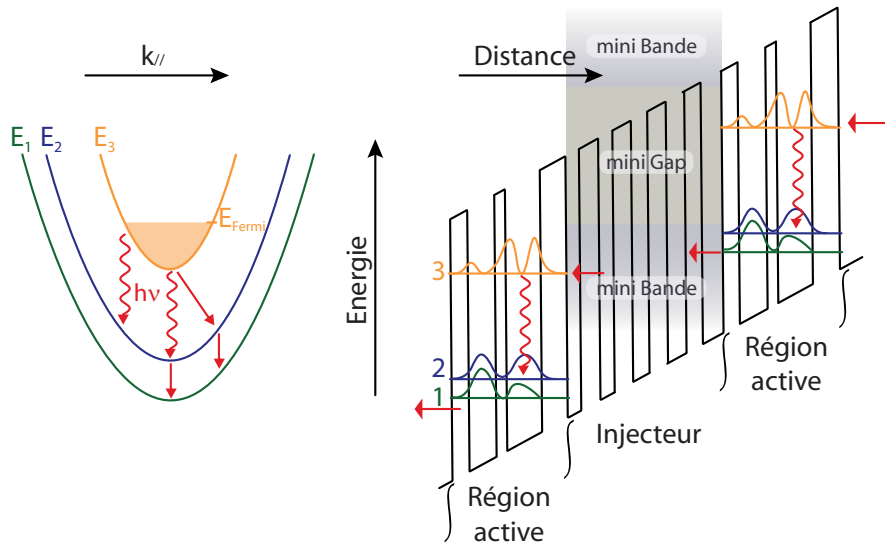 k//
E1 E2 E3
EFermi
hν
Energie
Distance
mini Bande
mini Gap
mini Bande
3
2
1
Injecteur
Région
active
Région
active